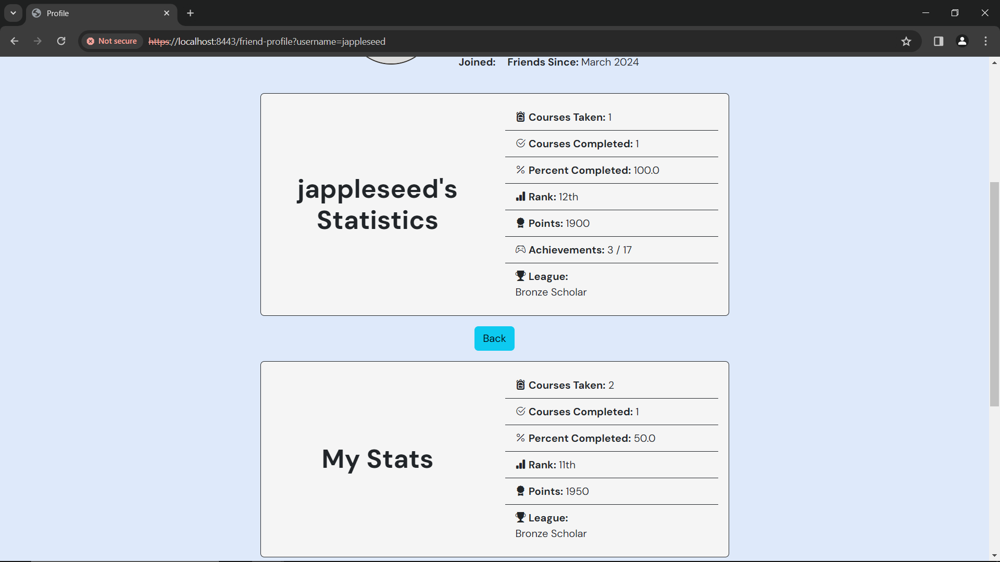 Profile
Not secure
https://localhost:8443/friend-profile?username=jappleseed
Joined: Friends Since: March 2024
jappleseed's
Statistics
Courses Taken: 1
Courses Completed: 1
Percent Completed: 100.0
Rank: 12th
Points: 1900
Achievements: 3 / 17
League:
Bronze Scholar
Back
My Stats
Courses Taken: 2
Courses Completed: 1
Percent Completed: 50.0
Rank: 11th
Points: 1950
League:
Bronze Scholar